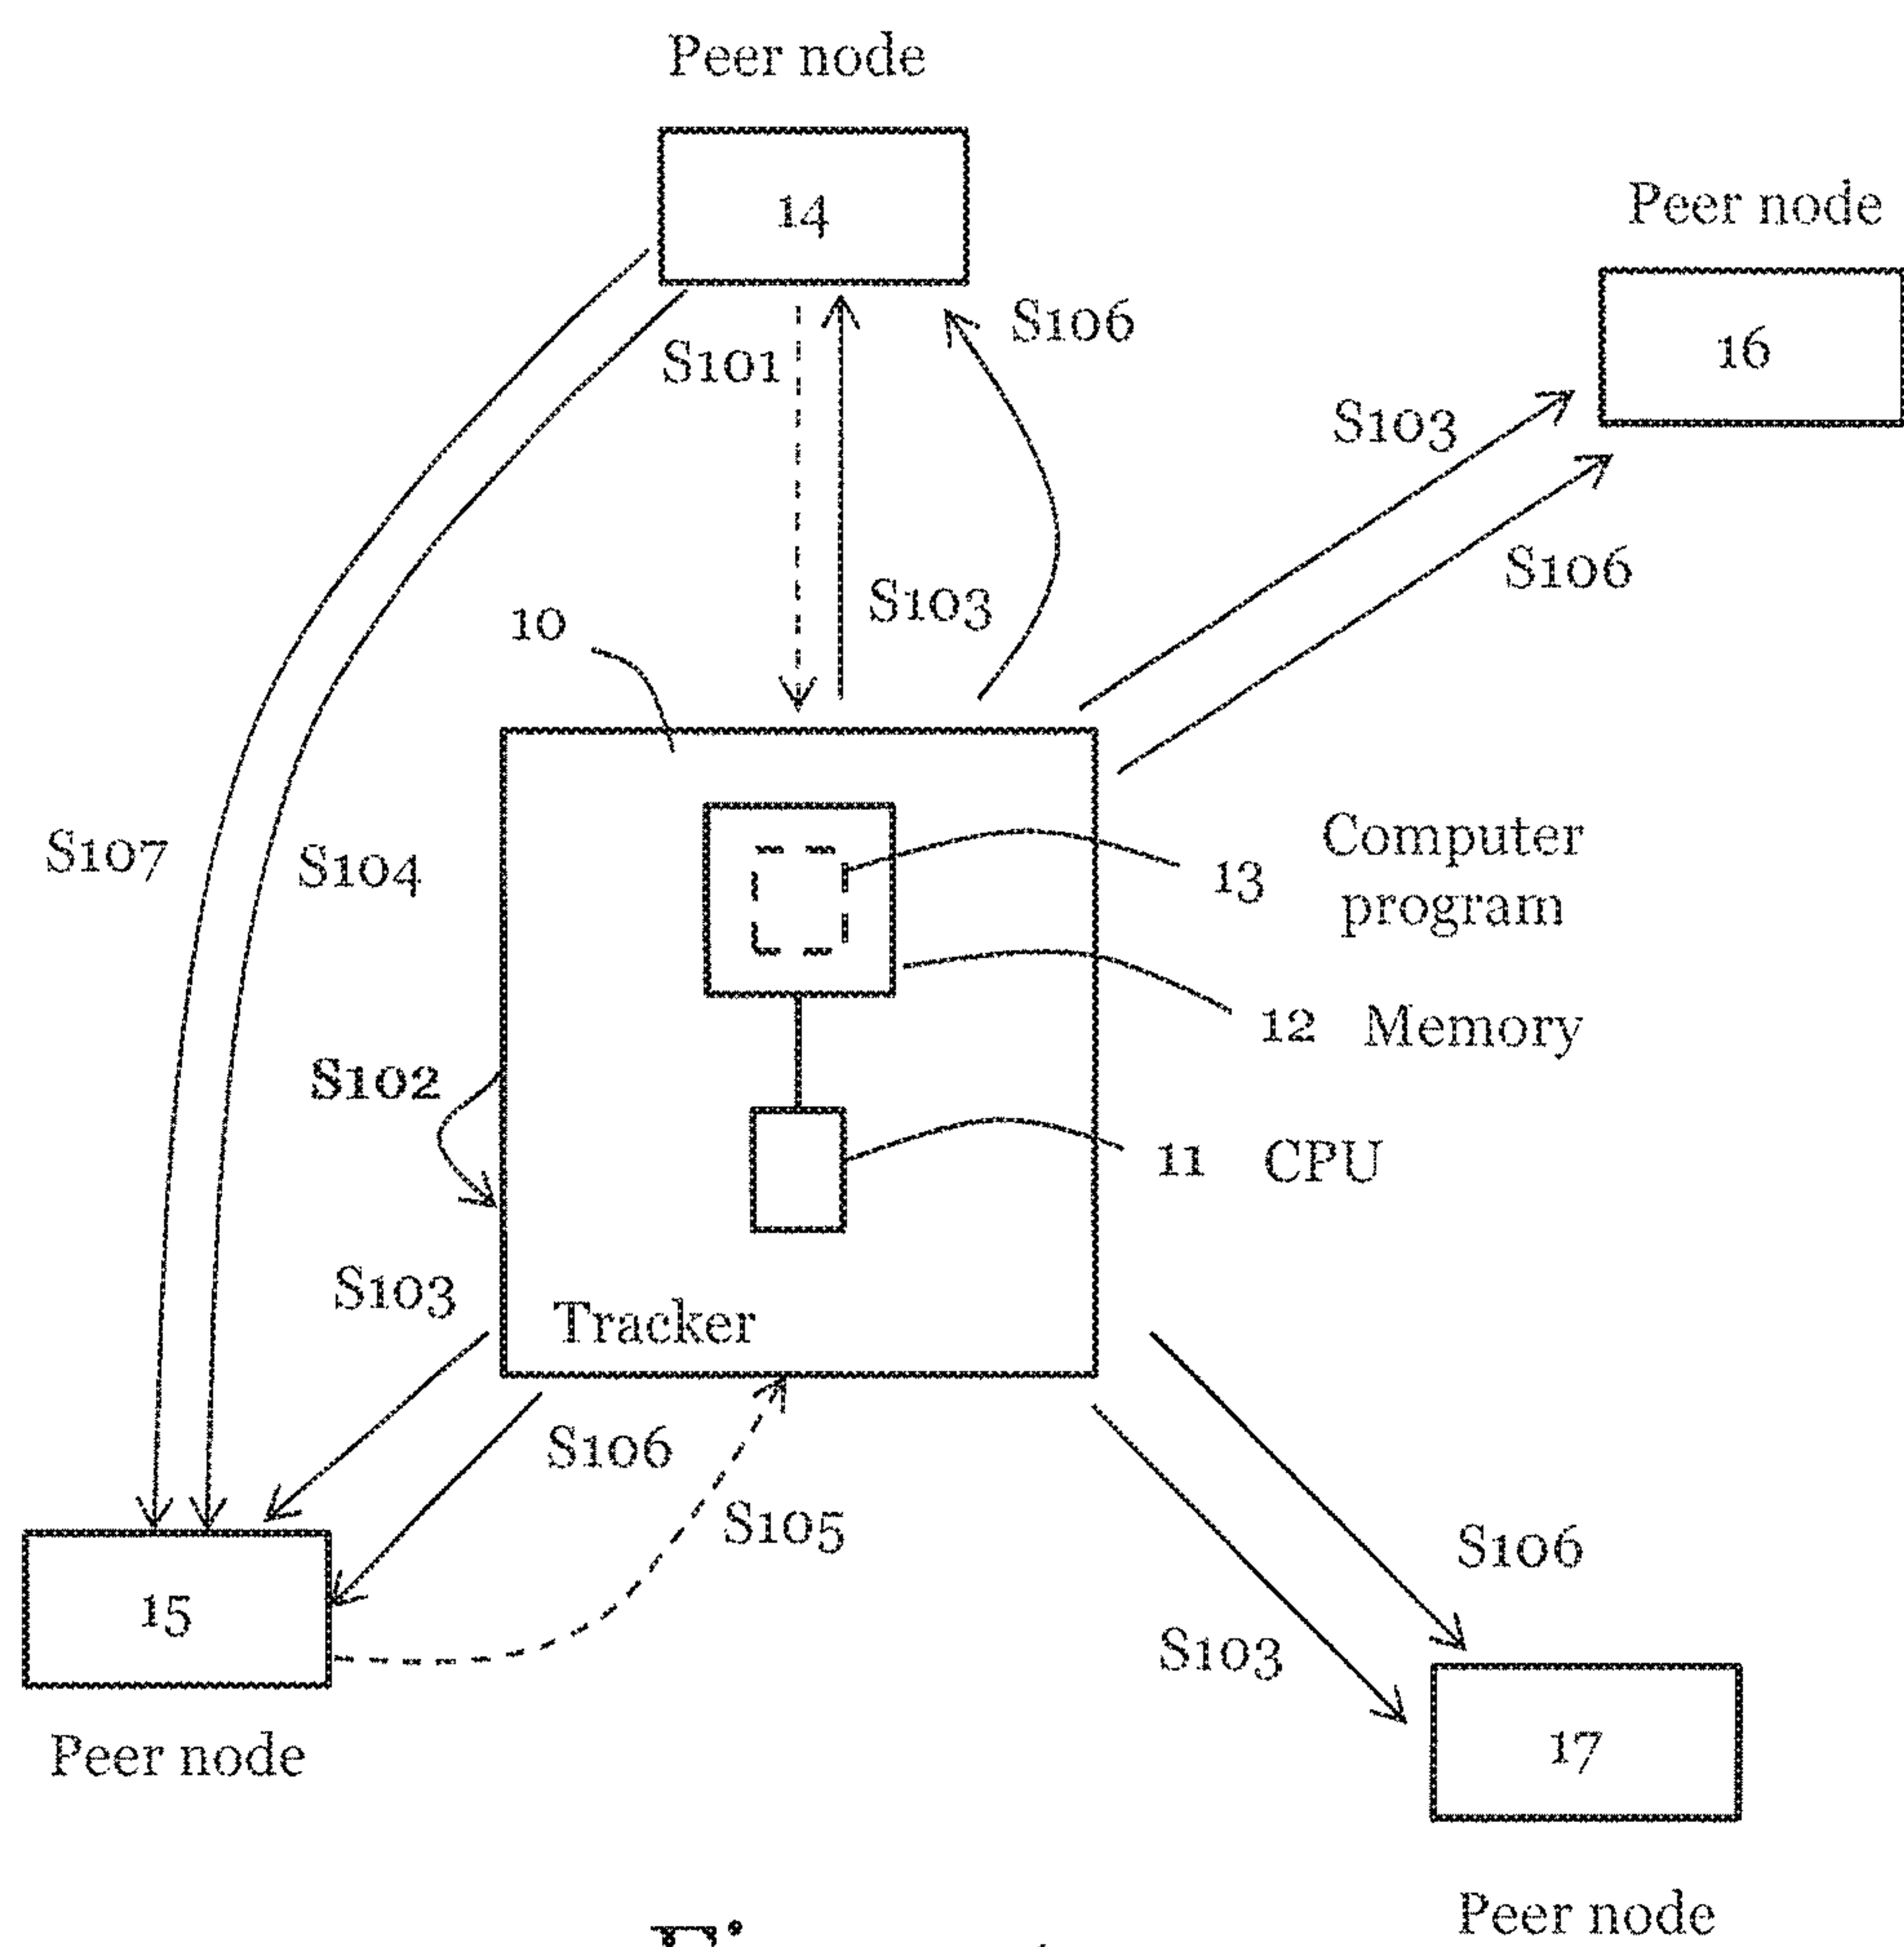 Peer node
14
Peer node
16
S101
S106
S103
S106
S103
10
S107
S104
13
Computer
program
12 Memory
S102
11 CPU
S103
Tracker
S106
S105
15
Peer node
S106
S103
17
Peer node